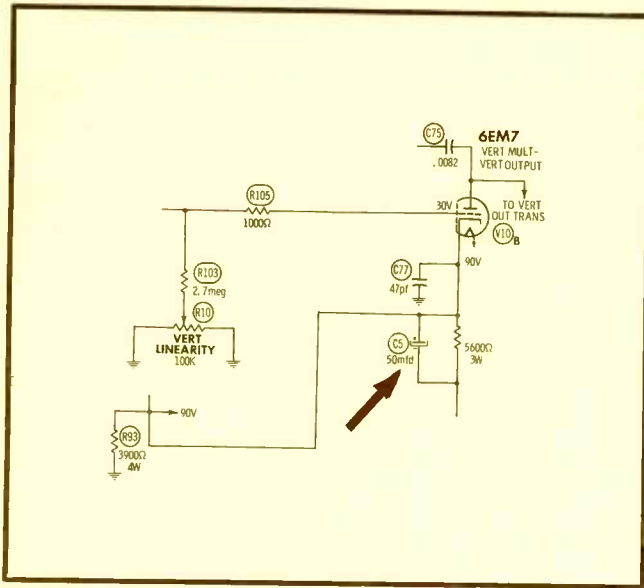 C75
.0082
6EM7
VERT MULT-
VERT OUTPUT
R105
1000Ω
30V
TO VERT
OUT TRANS
V10 B
R103
2.7meg
C77
47pf
90V
R10
VERT
LINEARITY
100K
C5
50mfd
5600Ω
3W
90V
R93
3900Ω
4W